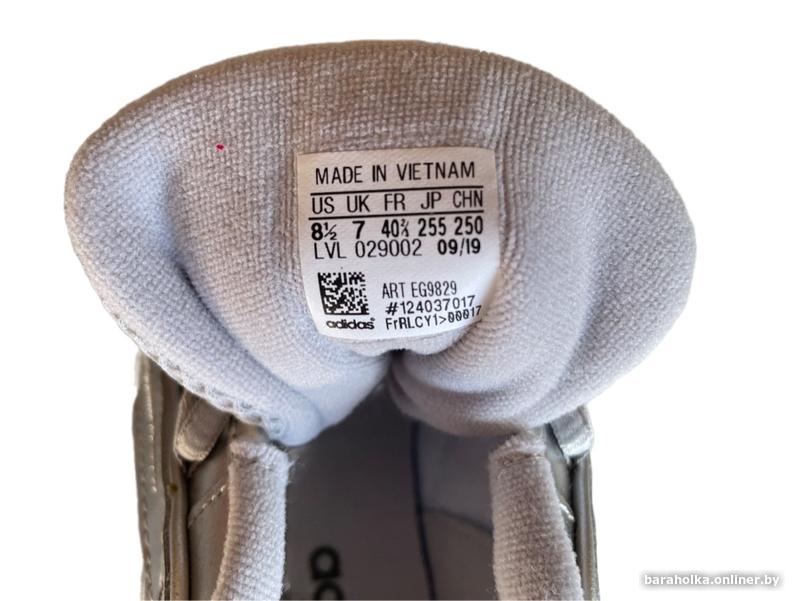 MADE IN VIETNAM
US UK FR JP CHN
8½ 7 40⅔ 255 250
LVL 029002 09/19
ART EG9829
#124037017
adidas® FrRLCY1>00017
adidas
baraholka.onliner.by